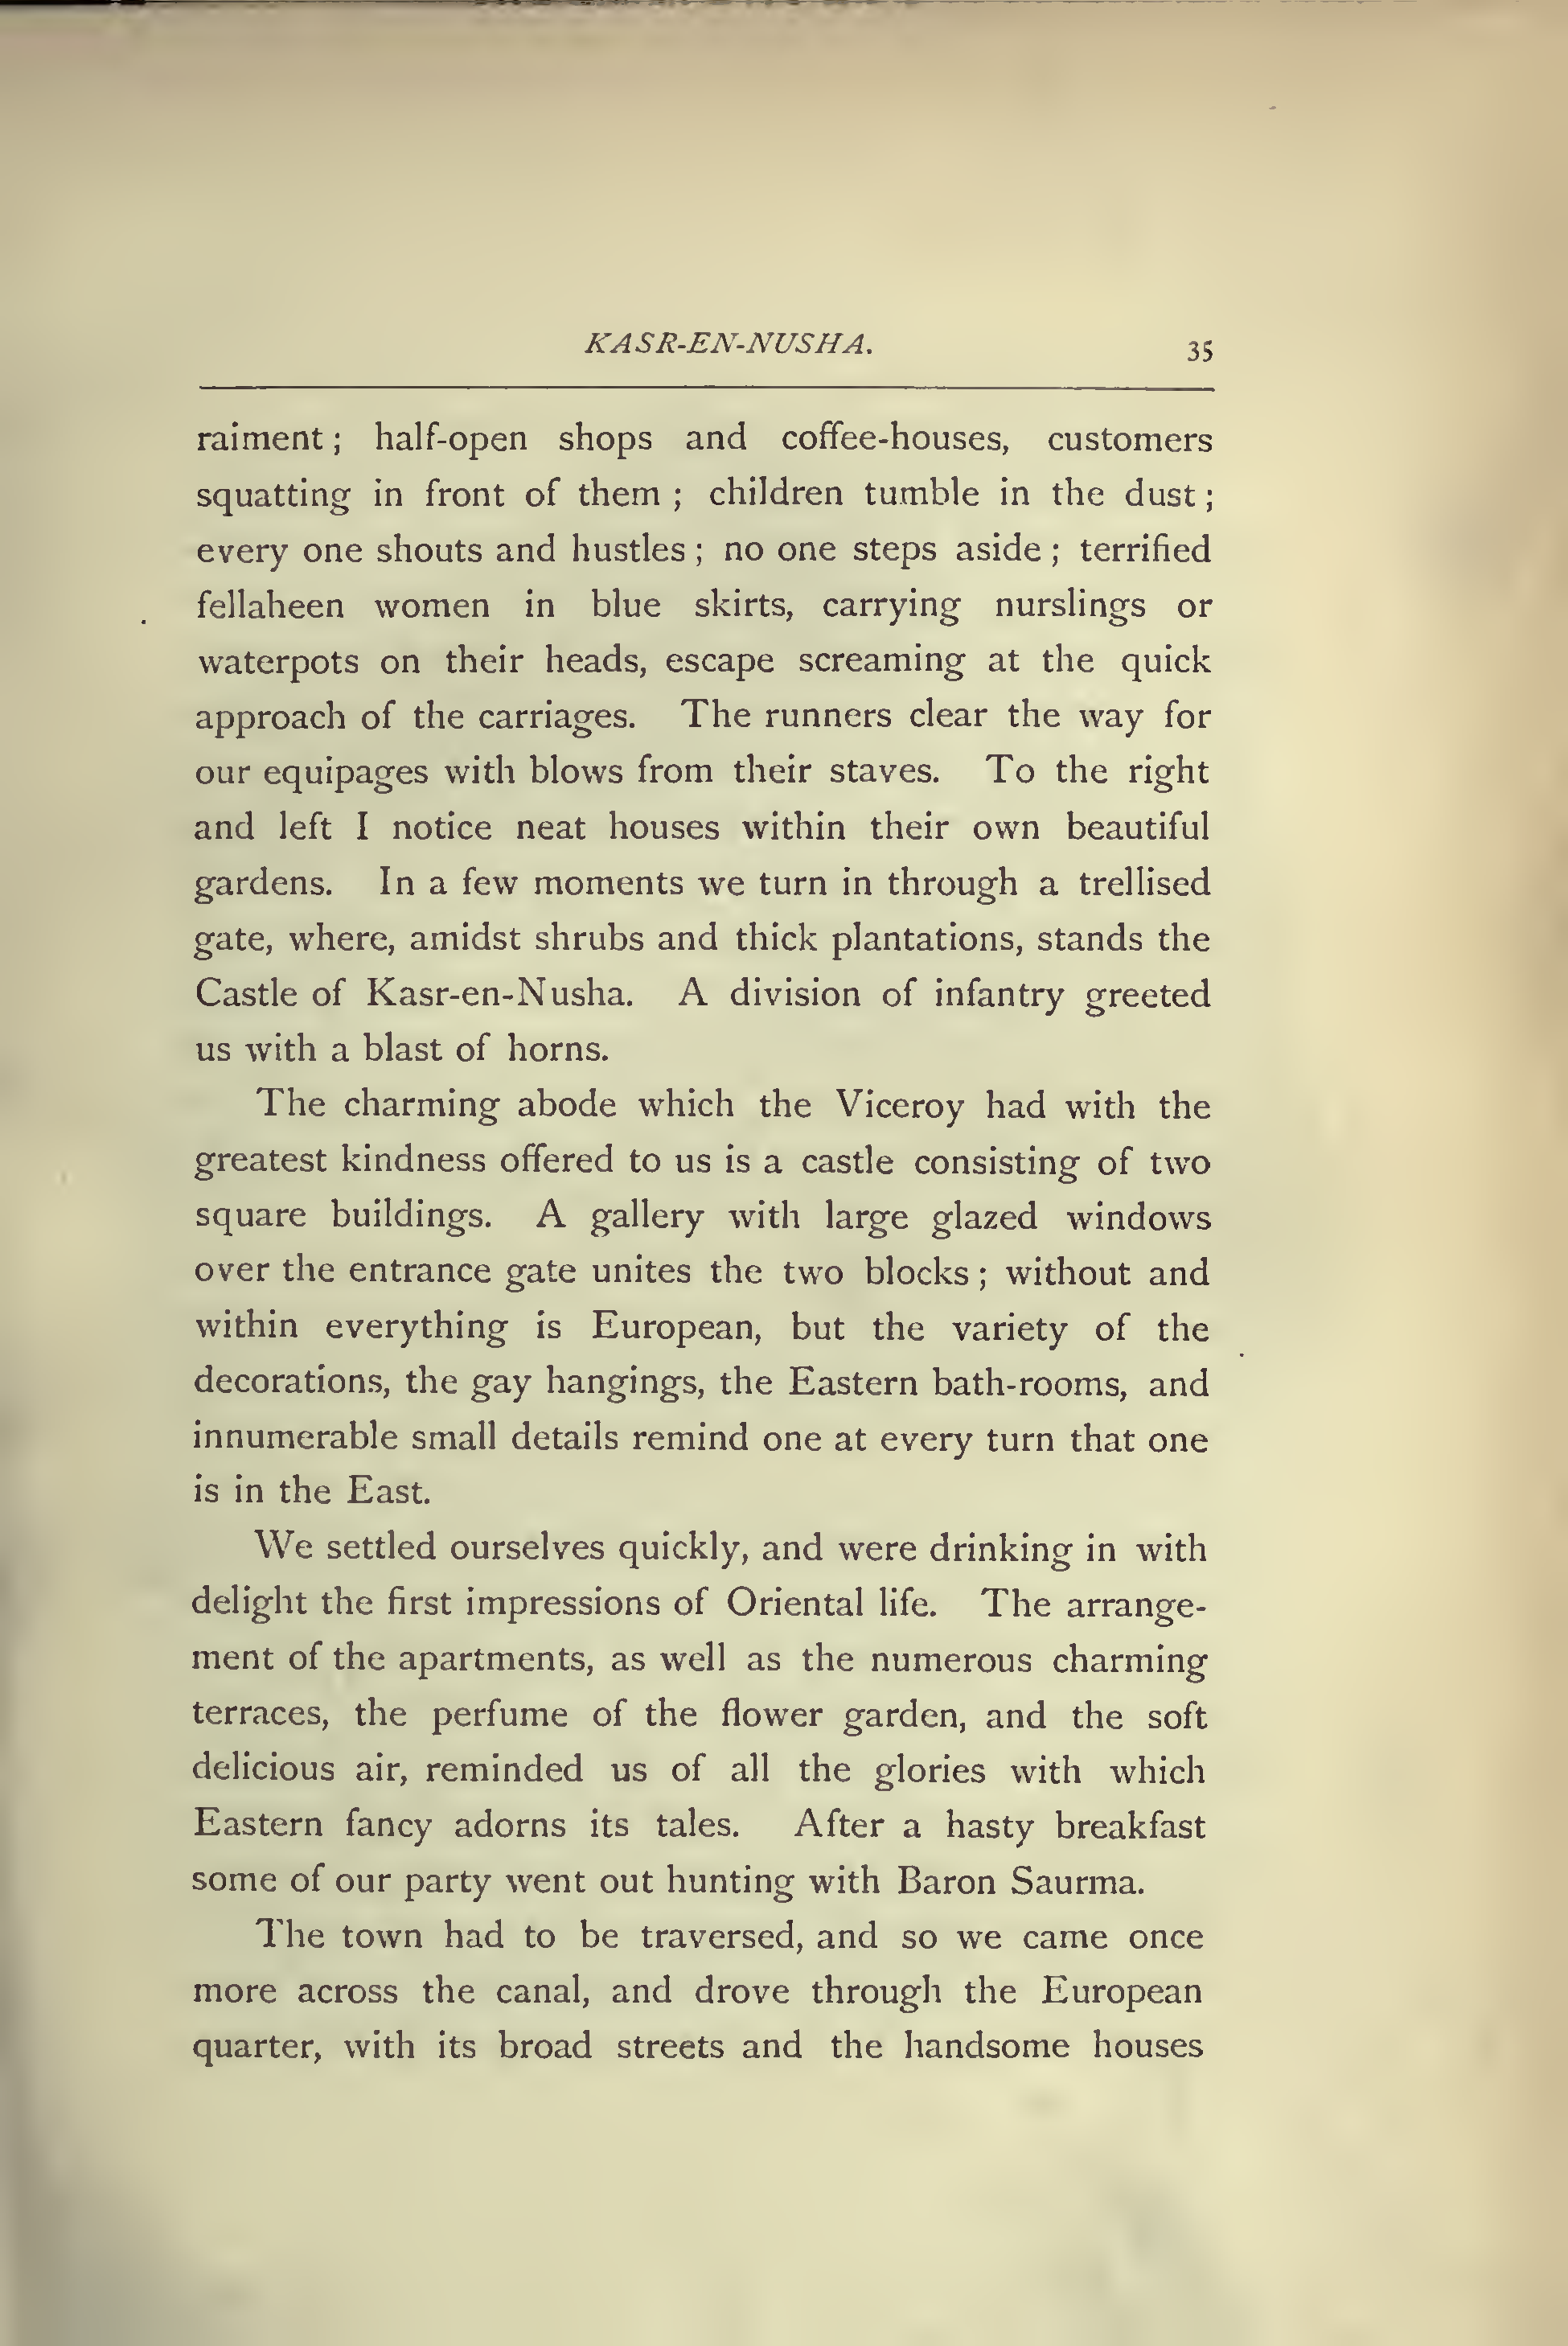 KASR-EN-NUSHA. 35
raiment ; half-open shops and coffee-houses, customers
squatting in front of them ; children tumble in the dust ;
every one shouts and hustles ; no one steps aside ; terrified
fellaheen women in blue skirts, carrying nurslings or
waterpots on their heads, escape screaming at the quick
approach of the carriages. The runners clear the way for
our equipages with blows from their staves. To the right
and left I notice neat houses within their own beautiful
gardens. In a few moments we turn in through a trellised
gate, where, amidst shrubs and thick plantations, stands the
Castle of Kasr-en-Nusha. A division of infantry greeted
us with a blast of horns.
The charming abode which the Viceroy had with the
greatest kindness offered to us is a castle consisting of two
square buildings. A gallery with large glazed windows
over the entrance gate unites the two blocks ; without and
within everything is European, but the variety of the
decorations, the gay hangings, the Eastern bath-rooms, and
innumerable small details remind one at every turn that one
is in the East.
We settled ourselves quickly, and were drinking in with
delight the first impressions of Oriental life. The arrange-
ment of the apartments, as well as the numerous charming
terraces, the perfume of the flower garden, and the soft
delicious air, reminded us of all the glories with which
Eastern fancy adorns its tales. After a hasty breakfast
some of our party went out hunting with Baron Saurma.
The town had to be traversed, and so we came once
more across the canal, and drove through the European
quarter, with its broad streets and the handsome houses